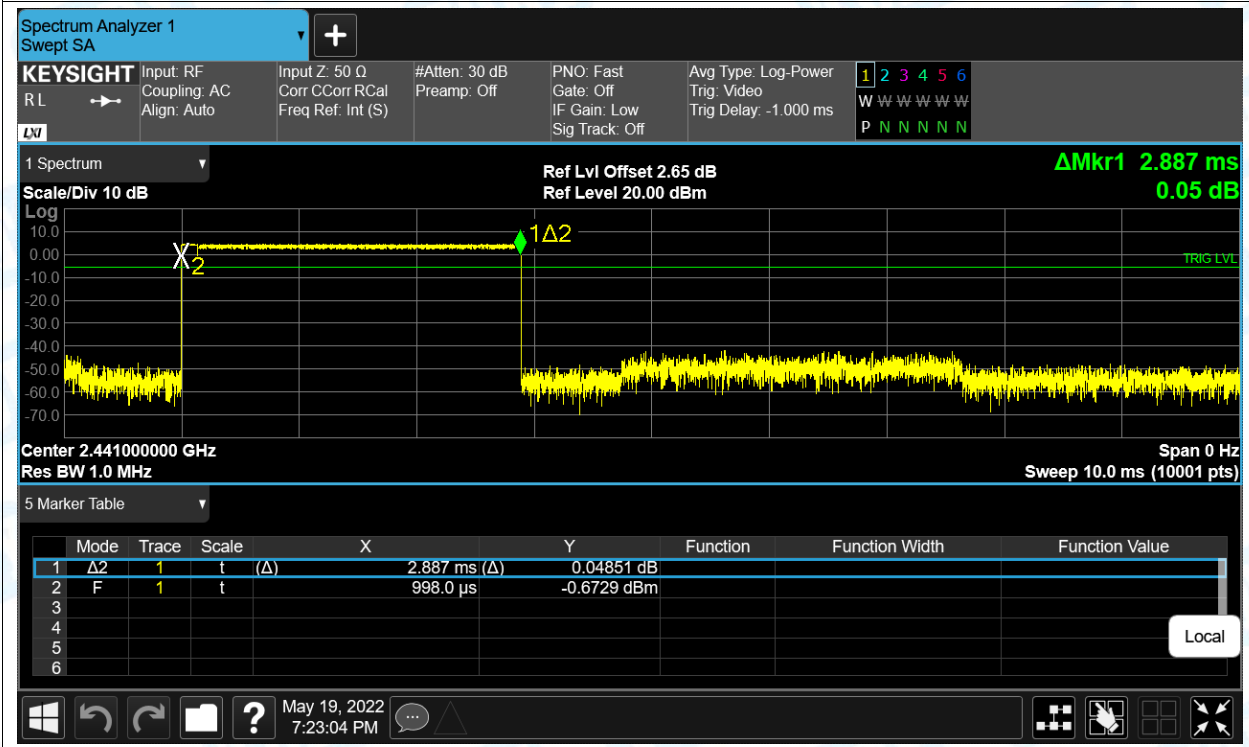 Spectrum Analyzer 1
Swept SA
+
KEYSIGHT
R L
LXI
Input: RF
Coupling: AC
Align: Auto
Input Z: 50 Ω
Corr CCorr RCal
Freq Ref: Int (S)
#Atten: 30 dB
Preamp: Off
PNO: Fast
Gate: Off
IF Gain: Low
Sig Track: Off
Avg Type: Log-Power
Trig: Video
Trig Delay: -1.000 ms
1 2 3 4 5 6
W W W W W W
P N N N N N
1 Spectrum
Scale/Div 10 dB
Ref Lvl Offset 2.65 dB
Ref Level 20.00 dBm
ΔMkr1 2.887 ms
0.05 dB
Log
10.0
0.00
-10.0
-20.0
-30.0
-40.0
-50.0
-60.0
-70.0
X2
1Δ2
TRIG LVL
Center 2.441000000 GHz
Res BW 1.0 MHz
Span 0 Hz
Sweep 10.0 ms (10001 pts)
5 Marker Table
Mode Trace Scale X Y Function Function Width Function Value
1 Δ2 1 t (Δ) 2.887 ms (Δ) 0.04851 dB
2 F 1 t 998.0 µs -0.6729 dBm
3
4
5
6
Local
?
May 19, 2022
7:23:04 PM